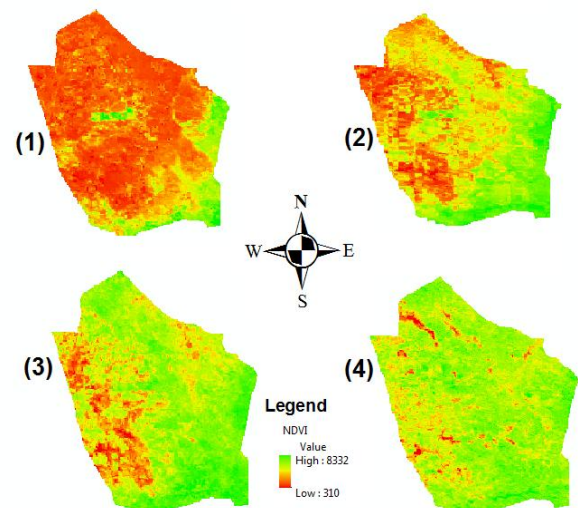 (1)
(2)
N
W E
S
(3)
(4)
Legend
NDVI
Value
High : 8332
Low : 310